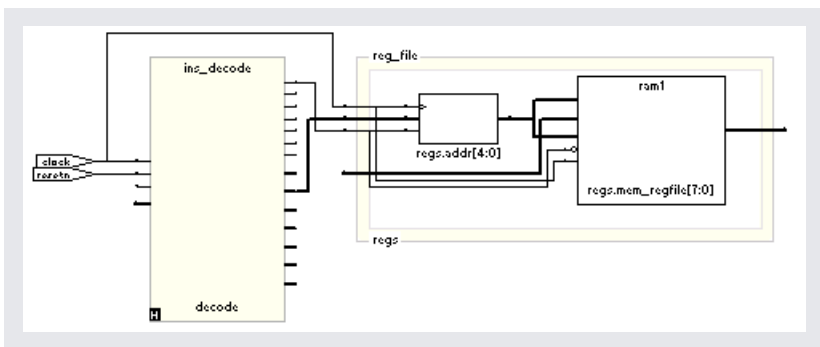 ins_decode
reg_file
ram1
clock
resetn
regs.addr[4:0]
regs.mem_regfile[7:0]
regs
decode
H